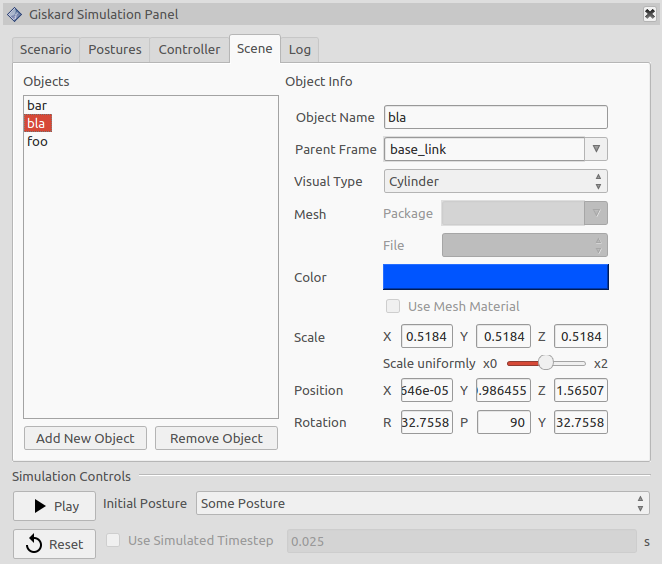 Giskard Simulation Panel
Scenario Postures Controller Scene Log
Objects
bar
bla
foo
Add New Object Remove Object
Object Info
Object Name bla
Parent Frame base_link
Visual Type Cylinder
Mesh Package
File
Color
Use Mesh Material
Scale X 0.5184 Y 0.5184 Z 0.5184
Scale uniformly x0 x2
Position X 646e-05 Y .986455 Z 1.56507
Rotation R 32.7558 P 90 Y 32.7558
Simulation Controls
Play Initial Posture Some Posture
Reset Use Simulated Timestep 0.025 s